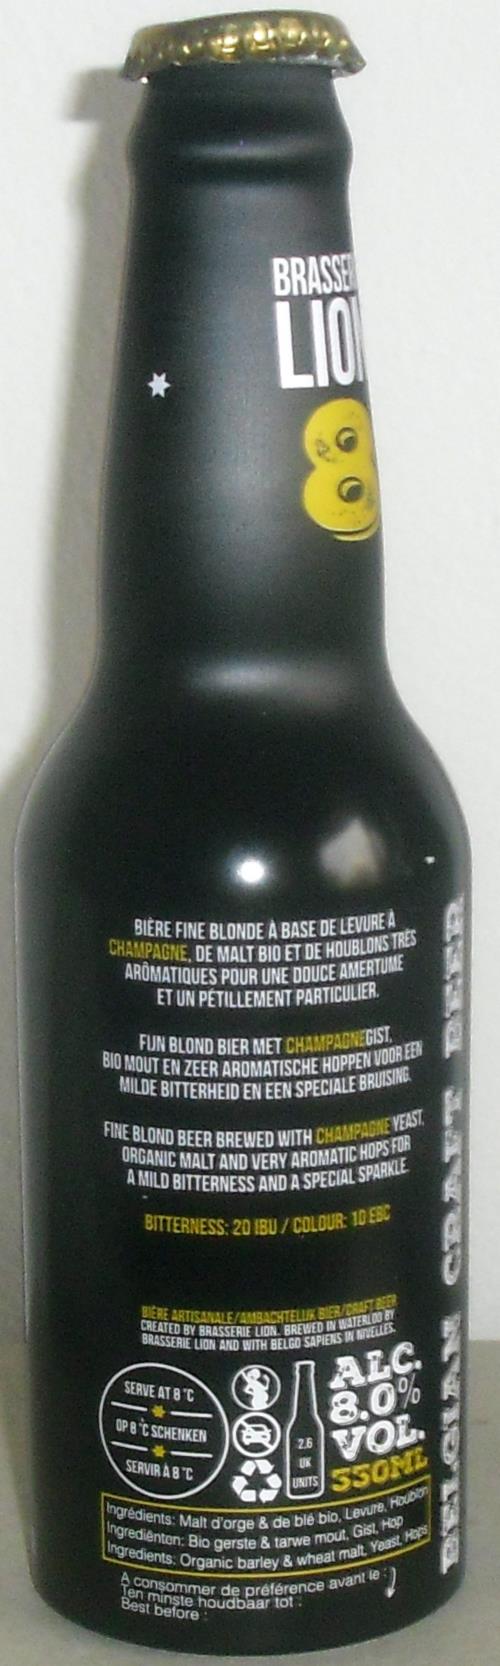 BRASSE
LION
8
BIÈRE FINE BLONDE À BASE DE LEVURE À
CHAMPAGNE, DE MALT BIO ET DE HOUBLONS TRÈS
ARÔMATIQUES POUR UNE DOUCE AMERTUME
ET UN PÉTILLEMENT PARTICULIER.
FIJN BLOND BIER MET CHAMPAGNEGIST,
BIO MOUT EN ZEER AROMATISCHE HOPPEN VOOR EEN
MILDE BITTERHEID EN EEN SPECIALE BRUISING.
FINE BLOND BEER BREWED WITH CHAMPAGNE YEAST,
ORGANIC MALT AND VERY AROMATIC HOPS FOR
A MILD BITTERNESS AND A SPECIAL SPARKLE.
BITTERNESS: 20 IBU / COLOUR: 10 EBC
BIÈRE ARTISANALE/AMBACHTELIJK BIER/CRAFT BEER
CREATED BY BRASSERIE LION. BREWED IN WATERLOO BY
BRASSERIE LION AND WITH BELGO SAPIENS IN NIVELLES.
SERVE AT 8°C
OP 8°C SCHENKEN
SERVIR À 8°C
2.6
UK
UNITS
ALC.
8.0%
VOL.
330ML
Ingrédients: Malt d'orge & de blé bio, Levure, Houblon
Ingrediënten: Bio gerste & tarwe mout, Gist, Hop
Ingredients: Organic barley & wheat malt, Yeast, Hops
A consommer de préférence avant le :
Ten minste houdbaar tot :
Best before :
BELGIAN CRAFT BEER